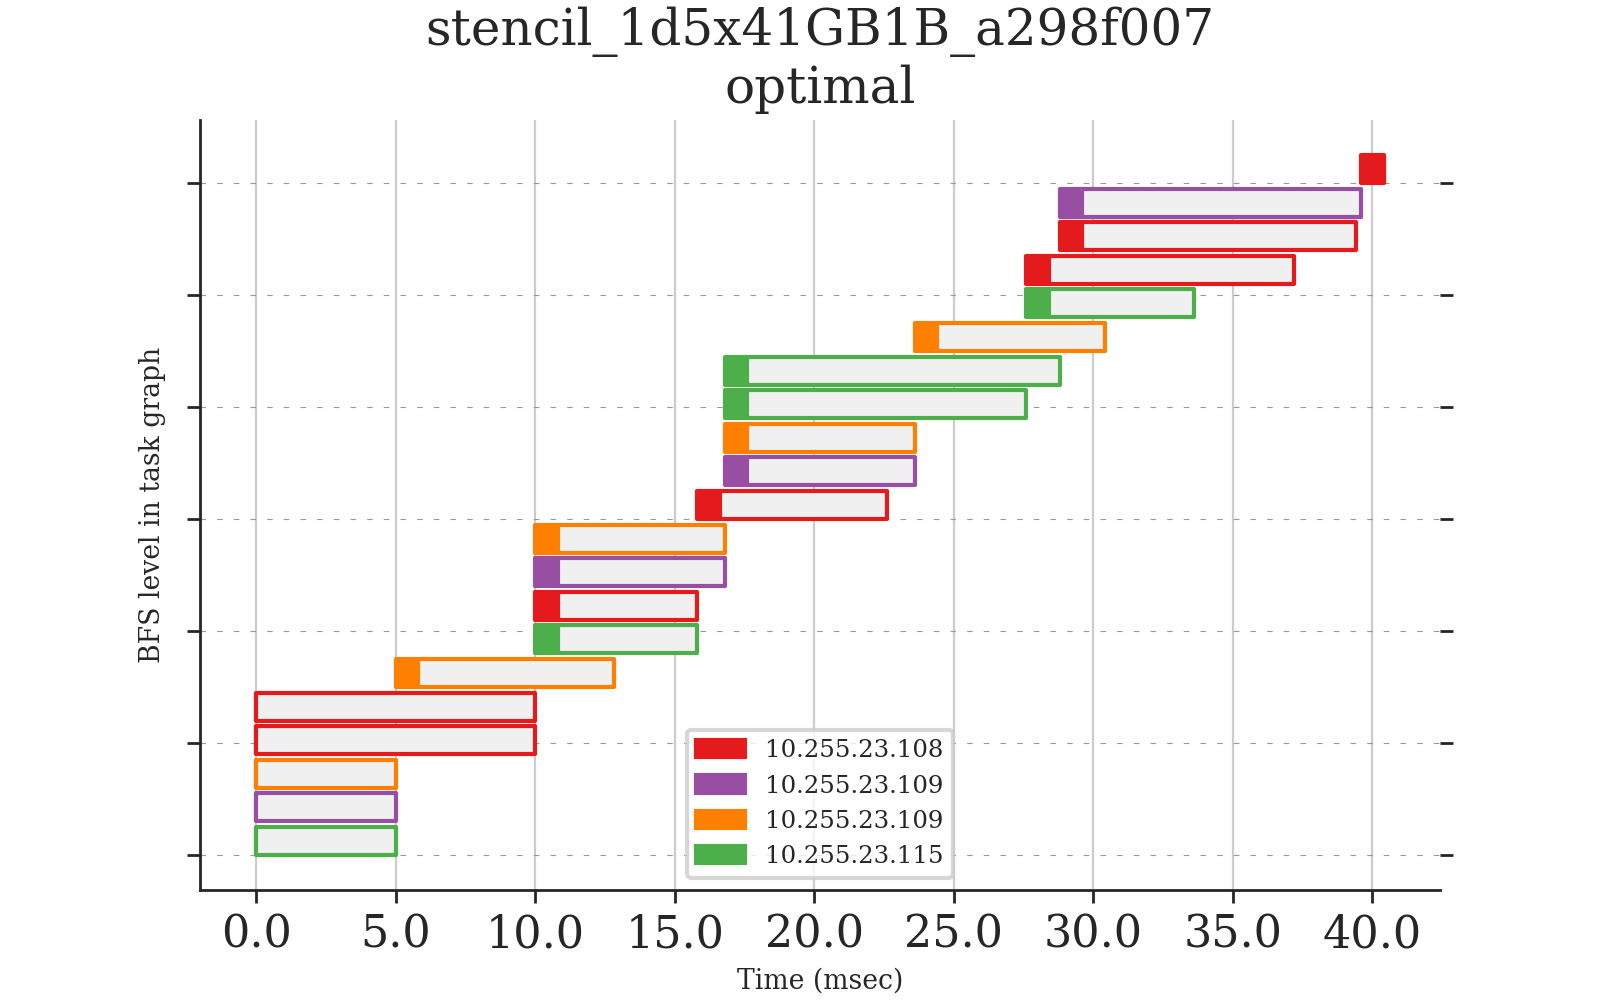 stencil_1d5x41GB1B_a298f007
optimal
BFS level in task graph
10.255.23.108
10.255.23.109
10.255.23.109
10.255.23.115
0.0 5.0 10.0 15.0 20.0 25.0 30.0 35.0 40.0
Time (msec)